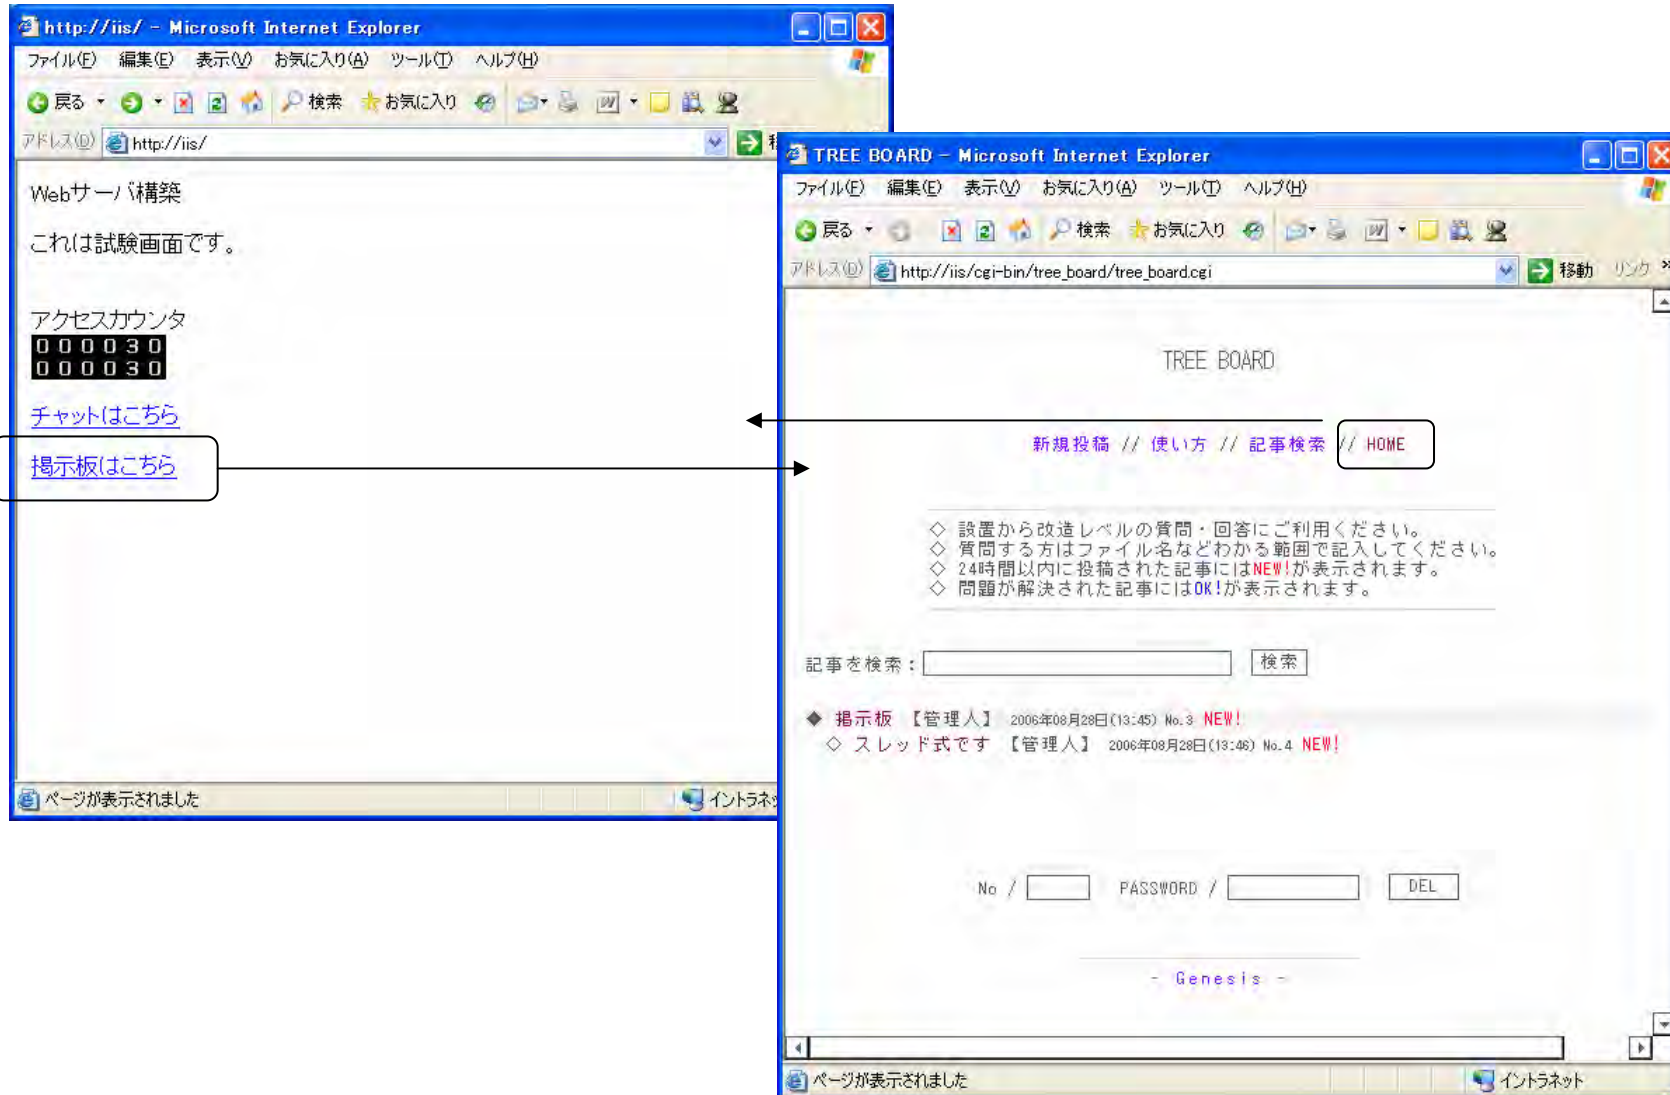 http://iis/ - Microsoft Internet Explorer
ファイル(F) 編集(E) 表示(V) お気に入り(A) ツール(T) ヘルプ(H)
戻る 検索 お気に入り
アドレス(D) http://iis/
Webサーバ構築
これは試験画面です。
アクセスカウンタ
000030
000030
チャットはこちら
掲示板はこちら
ページが表示されました
TREE BOARD - Microsoft Internet Explorer
ファイル(F) 編集(E) 表示(V) お気に入り(A) ツール(T) ヘルプ(H)
戻る 検索 お気に入り
アドレス(D) http://iis/cgi-bin/tree_board/tree_board.cgi 移動 リンク »
TREE BOARD
新規投稿 // 使い方 // 記事検索 // HOME
◇ 設置から改造レベルの質問・回答にご利用ください。
◇ 質問する方はファイル名などわかる範囲で記入してください。
◇ 24時間以内に投稿された記事にはNEW!が表示されます。
◇ 問題が解決された記事にはOK!が表示されます。
記事を検索: 検索
◆ 掲示板 【管理人】 2006年08月28日(13:45) No.3 NEW!
◇ スレッド式です 【管理人】 2006年08月28日(13:46) No.4 NEW!
No / PASSWORD / DEL
- Genesis -
ページが表示されました イントラネット